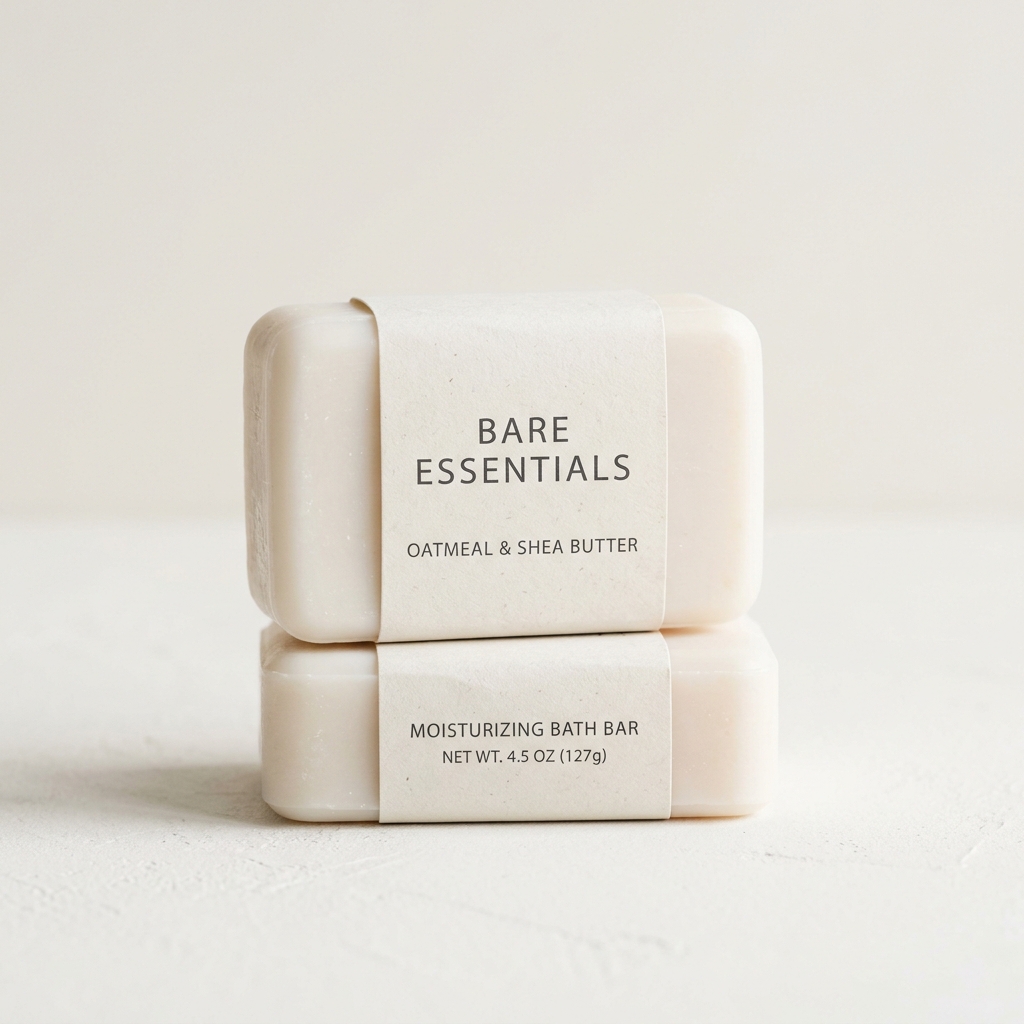 BARE
ESSENTIALS
OATMEAL & SHEA BUTTER
MOISTURIZING BATH BAR
NET WT. 4.5 OZ (127g)